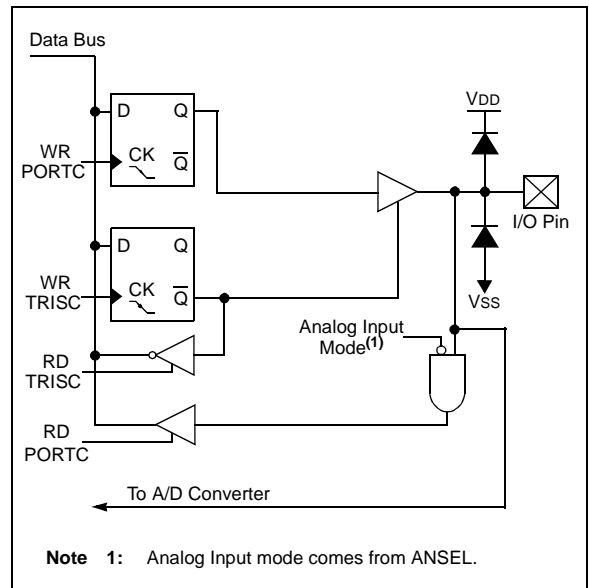 Data Bus
D Q
CK Q
WR
PORTC
VDD
I/O Pin
VSS
D Q
CK Q
WR
TRISC
Analog Input
Mode(1)
RD
TRISC
RD
PORTC
To A/D Converter
Note 1: Analog Input mode comes from ANSEL.